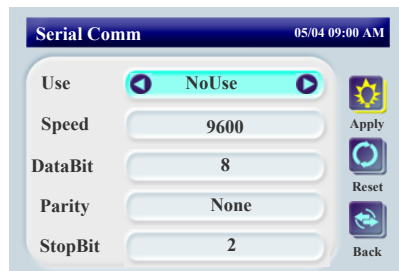 Serial Comm 05/04 09:00 AM
Use NoUse
Speed 9600
Apply
DataBit 8
Reset
Parity None
StopBit 2
Back